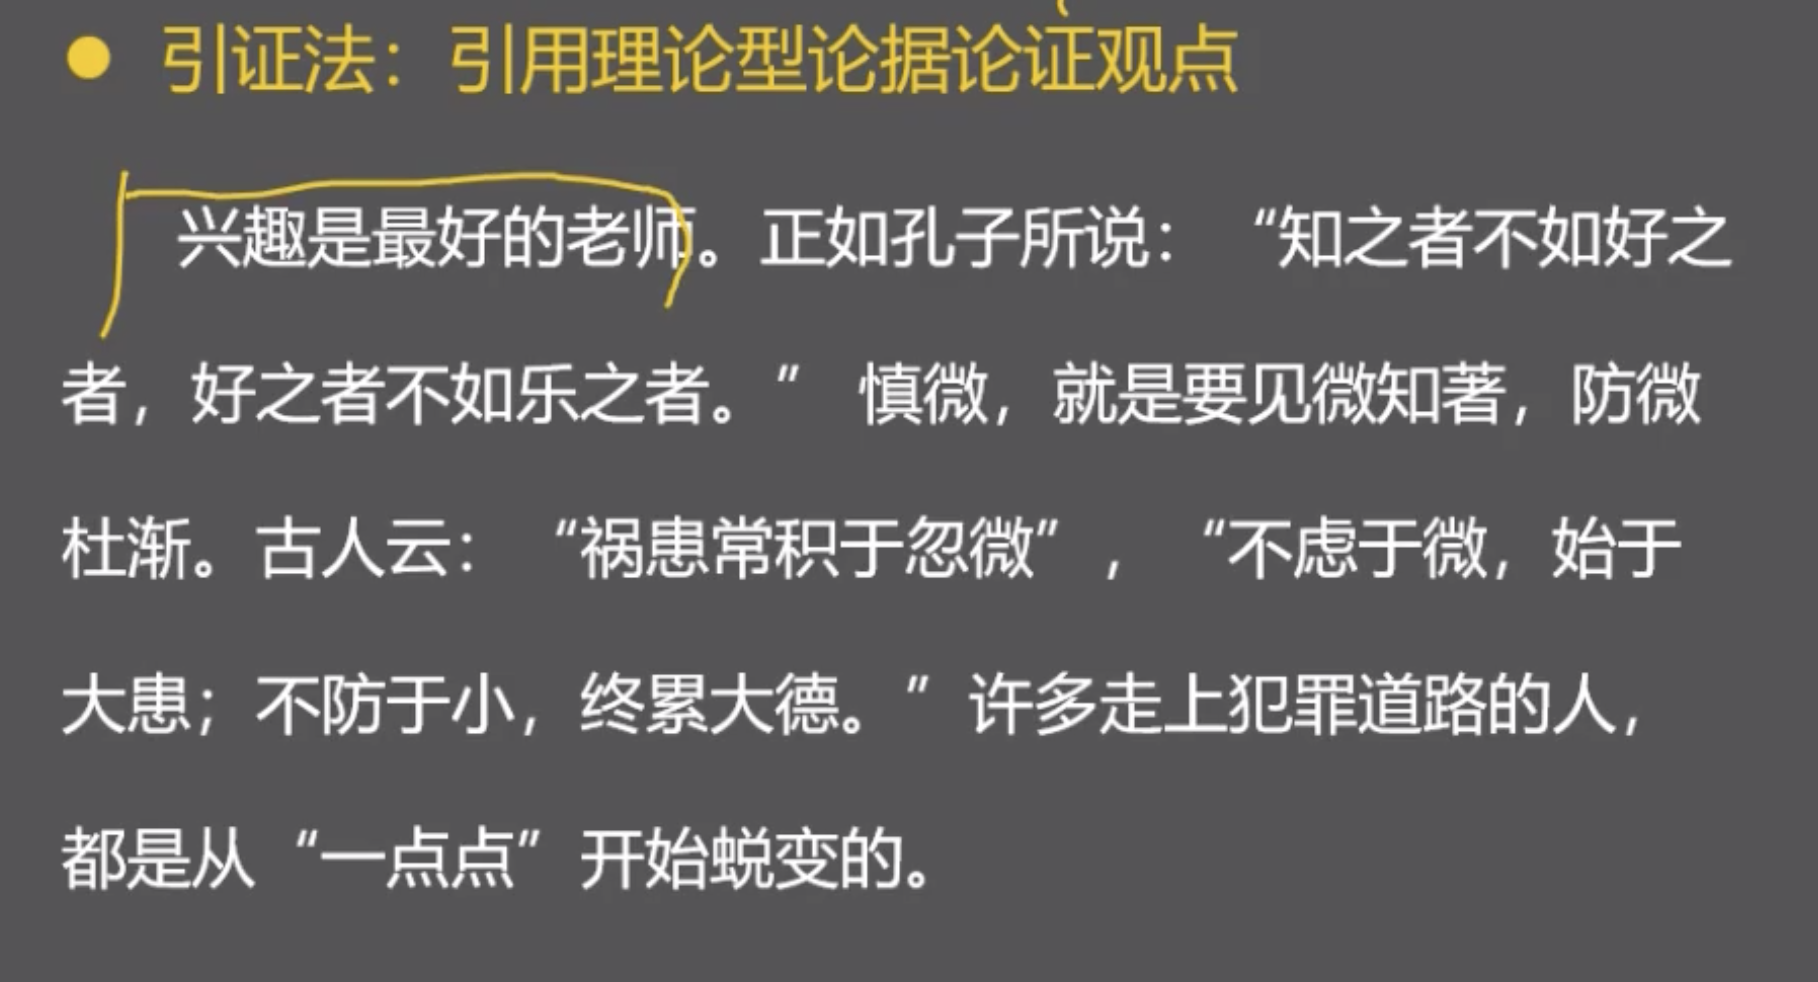 引证法：引用理论型论据论证观点
兴趣是最好的老师。正如孔子所说：“知之者不如好之
者，好之者不如乐之者。” 慎微，就是要见微知著，防微
杜渐。古人云：“祸患常积于忽微”，“不虑于微，始于
大患；不防于小，终累大德。”许多走上犯罪道路的人，
都是从“一点点”开始蜕变的。